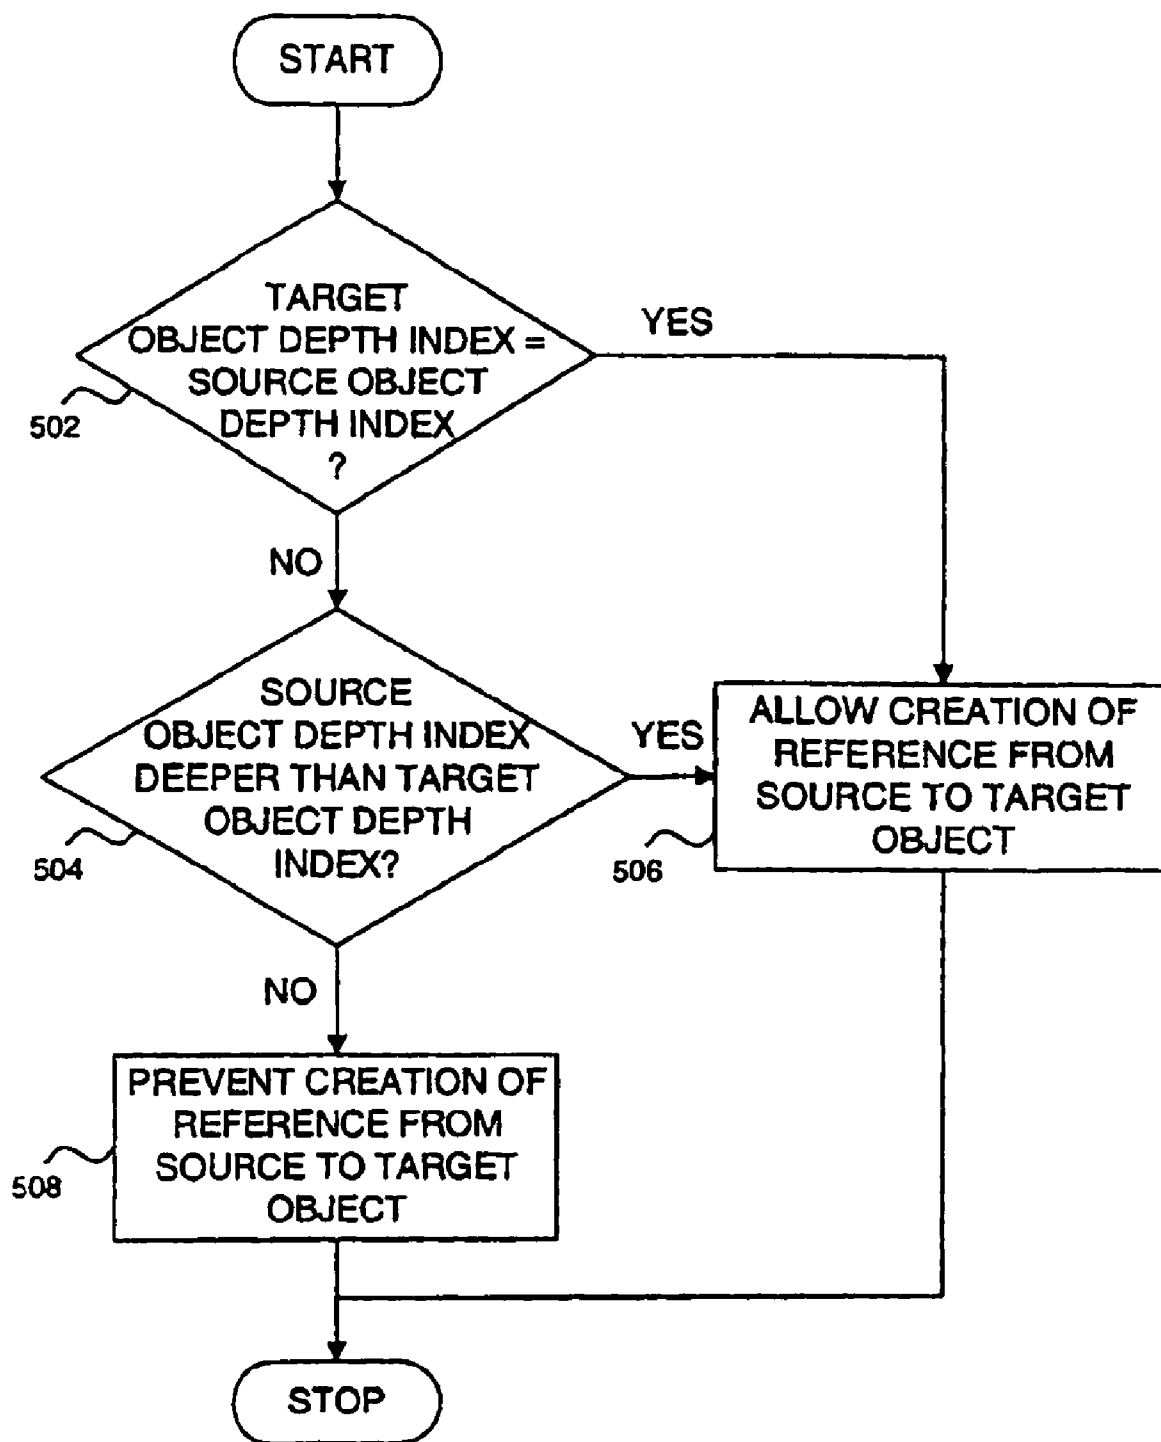 START
TARGET
OBJECT DEPTH INDEX =
SOURCE OBJECT
DEPTH INDEX
?
YES
502
NO
SOURCE
OBJECT DEPTH INDEX
DEEPER THAN TARGET
OBJECT DEPTH
INDEX?
YES
504
ALLOW CREATION OF
REFERENCE FROM
SOURCE TO TARGET
OBJECT
506
NO
PREVENT CREATION OF
REFERENCE FROM
SOURCE TO TARGET
OBJECT
508
STOP